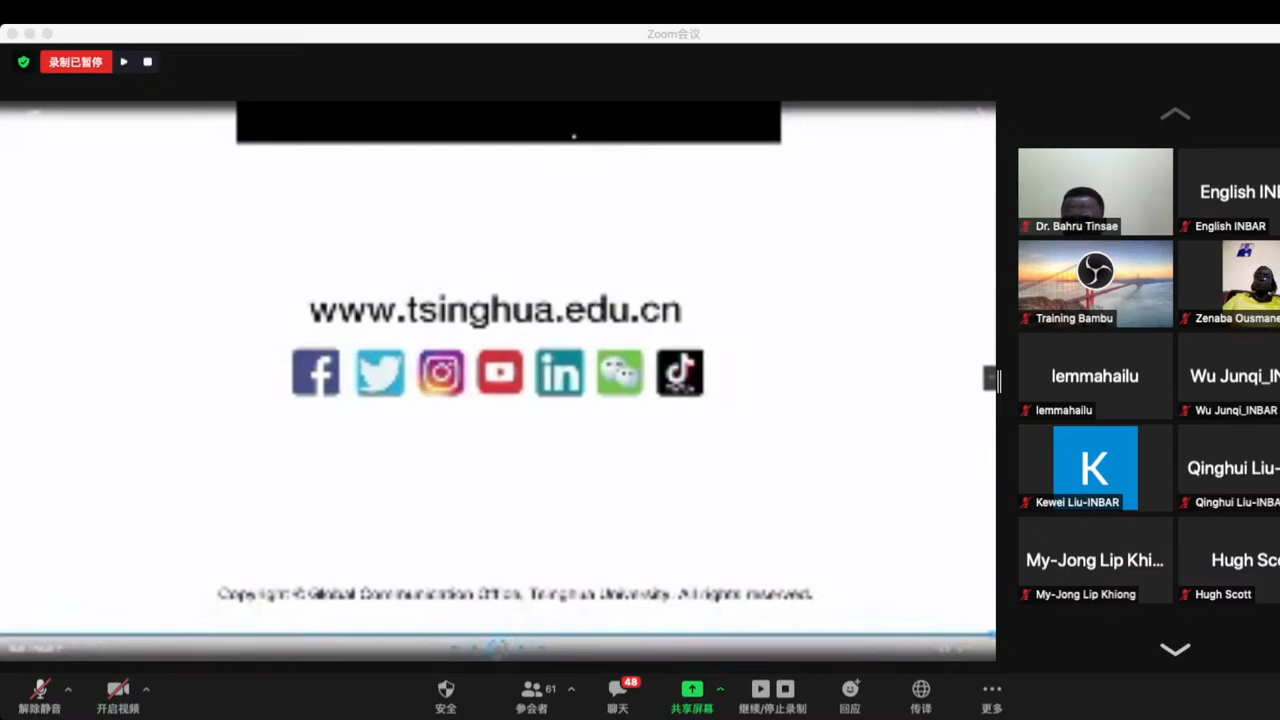 Zoom会议
录制已暂停
www.tsinghua.edu.cn
Copyright © Global Communication Office, Tsinghua University. All rights reserved.
Dr. Bahru Tinsae
English INI
English INBAR
Training Bambu
Zenaba Ousmane
lemmahailu
lemmahailu
Wu Junqi_IN
Wu Junqi_INBAR
K
Kewei Liu-INBAR
Qinghui Liu-
Qinghui Liu-INBAR
My-Jong Lip Khi...
My-Jong Lip Khiong
Hugh Sco
Hugh Scott
解除静音
开启视频
安全
61
参会者
48
聊天
共享屏幕
继续/停止录制
回应
传译
更多